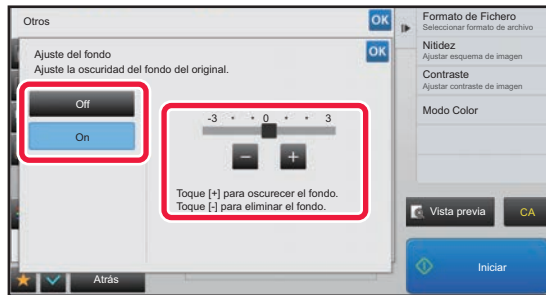 Otros
OK
Ajuste del fondo
OK
Ajuste la oscuridad del fondo del original.
Off
On
-3 0 3
- +
Toque [+] para oscurecer el fondo.
Toque [-] para eliminar el fondo.
Atrás
Formato de Fichero
Seleccionar formato de archivo
Nitidez
Ajustar esquema de imagen
Contraste
Ajustar contraste de imagen
Modo Color
Vista previa
CA
Iniciar